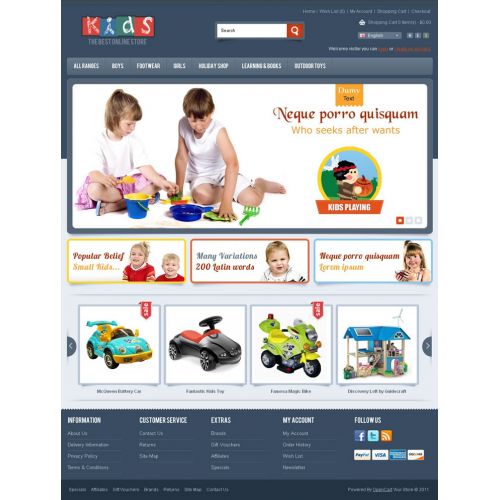 Kids
THE BEST ONLINE STORE
Search
Home | Wish List (0) | My Account | Shopping Cart | Checkout
Shopping Cart 0 item(s) - $0.00
English
€ £ $
Welcome visitor you can login or create an account.
ALL RANGES BOYS FOOTWEAR GIRLS HOLIDAY SHOP LEARNING & BOOKS OUTDOOR TOYS
Dumy
Text
Neque porro quisquam
Who seeks after wants
KIDS PLAYING
Popular Belief
Small Kids...
Many Variations
200 Latin words
Neque porro quisquam
Lorem ipsum
sale
sale
McQueen Battery Car
Fantastic Kids Toy
Famosa Magic Bike
Discovery Loft by Guidecraft
INFORMATION
About Us
Delivery Information
Privacy Policy
Terms & Conditions
CUSTOMER SERVICE
Contact Us
Returns
Site Map
EXTRAS
Brands
Gift Vouchers
Affiliates
Specials
MY ACCOUNT
My Account
Order History
Wish List
Newsletter
FOLLOW US
PayPal VISA
Specials Affiliates Gift Vouchers Brands Returns Site Map Contact Us
Powered By OpenCart Your Store © 2011